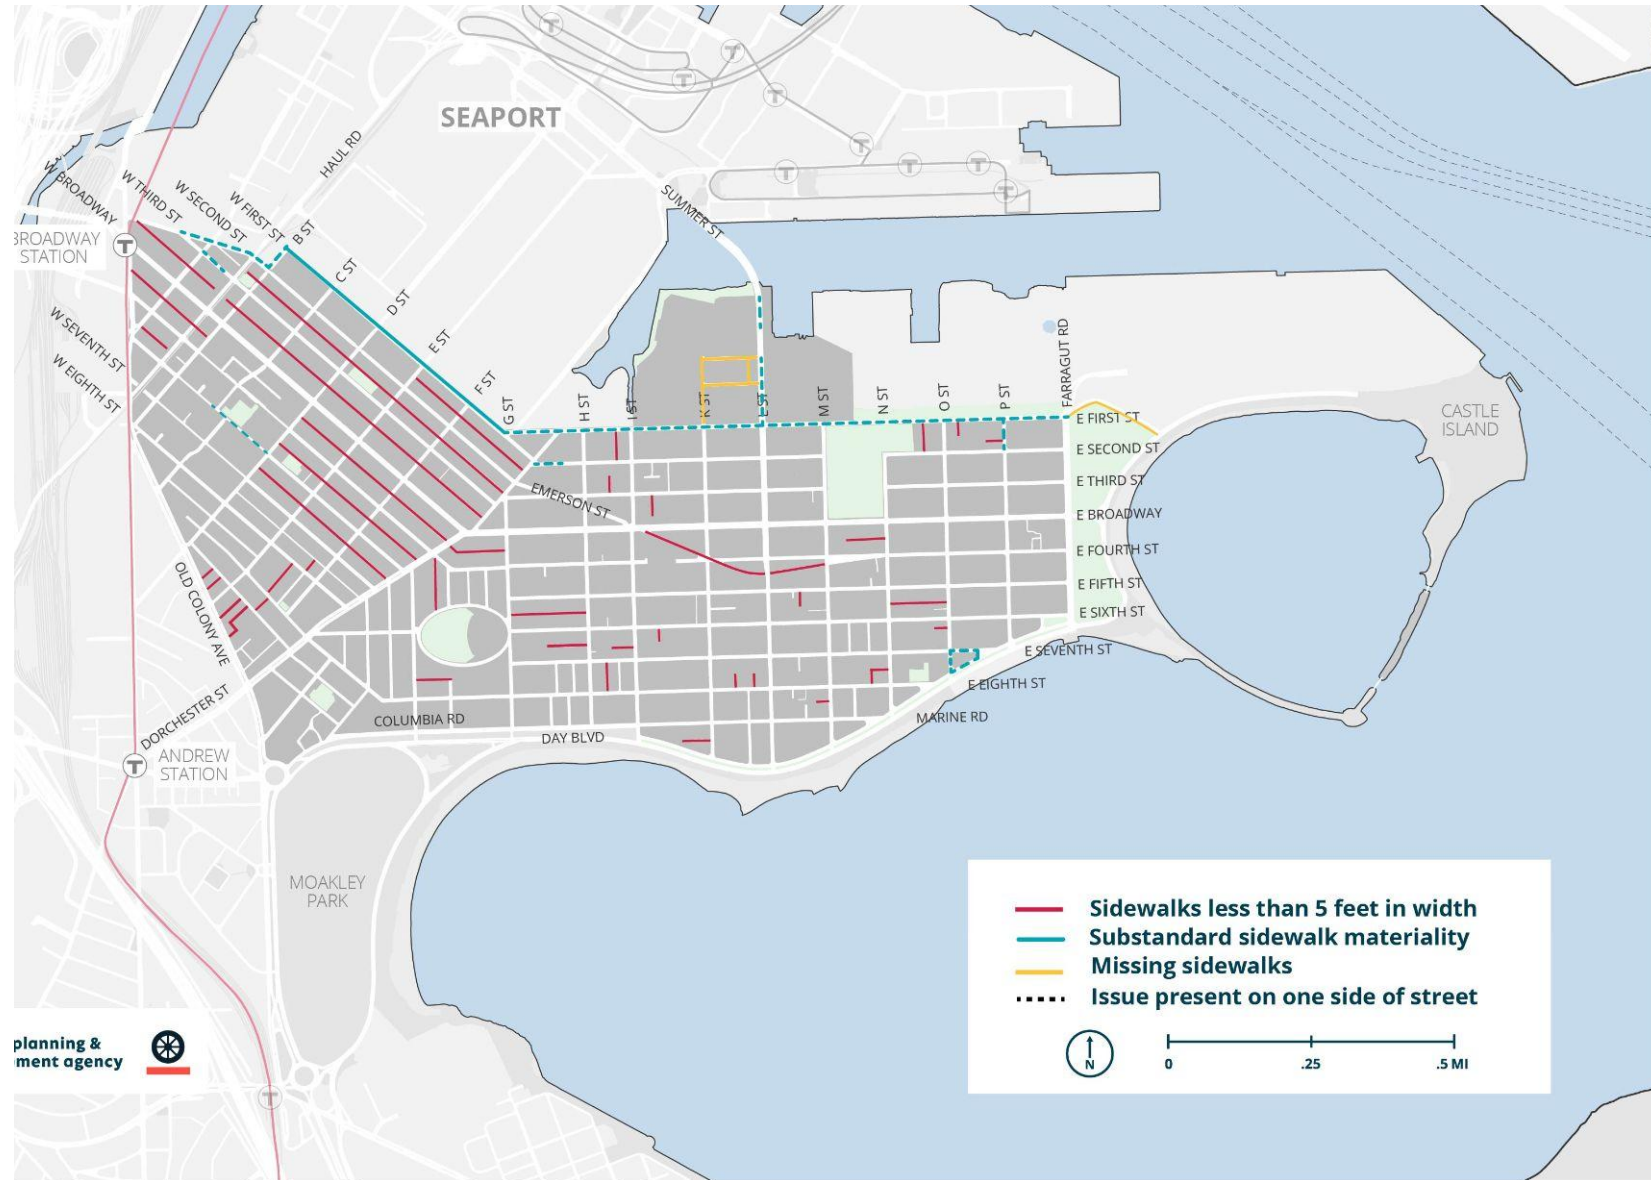 SEAPORT
HAUL RD
SUMMER ST
W BROADWAY
W THIRD ST
W SECOND ST
W FIRST ST
B ST
C ST
D ST
E ST
F ST
G ST
H ST
I ST
K ST
L ST
M ST
N ST
O ST
P ST
FARRAGUT RD
BROADWAY
STATION
T
W SEVENTH ST
W EIGHTH ST
E FIRST ST
E SECOND ST
E THIRD ST
E BROADWAY
E FOURTH ST
E FIFTH ST
E SIXTH ST
E SEVENTH ST
E EIGHTH ST
MARINE RD
CASTLE
ISLAND
EMERSON ST
OLD COLONY AVE
DORCHESTER ST
COLUMBIA RD
DAY BLVD
ANDREW
STATION
T
MOAKLEY
PARK
T
T
T
T
T
T
T
T
T
T
Sidewalks less than 5 feet in width
Substandard sidewalk materiality
Missing sidewalks
Issue present on one side of street
N
0 .25 .5 MI
planning &
ment agency